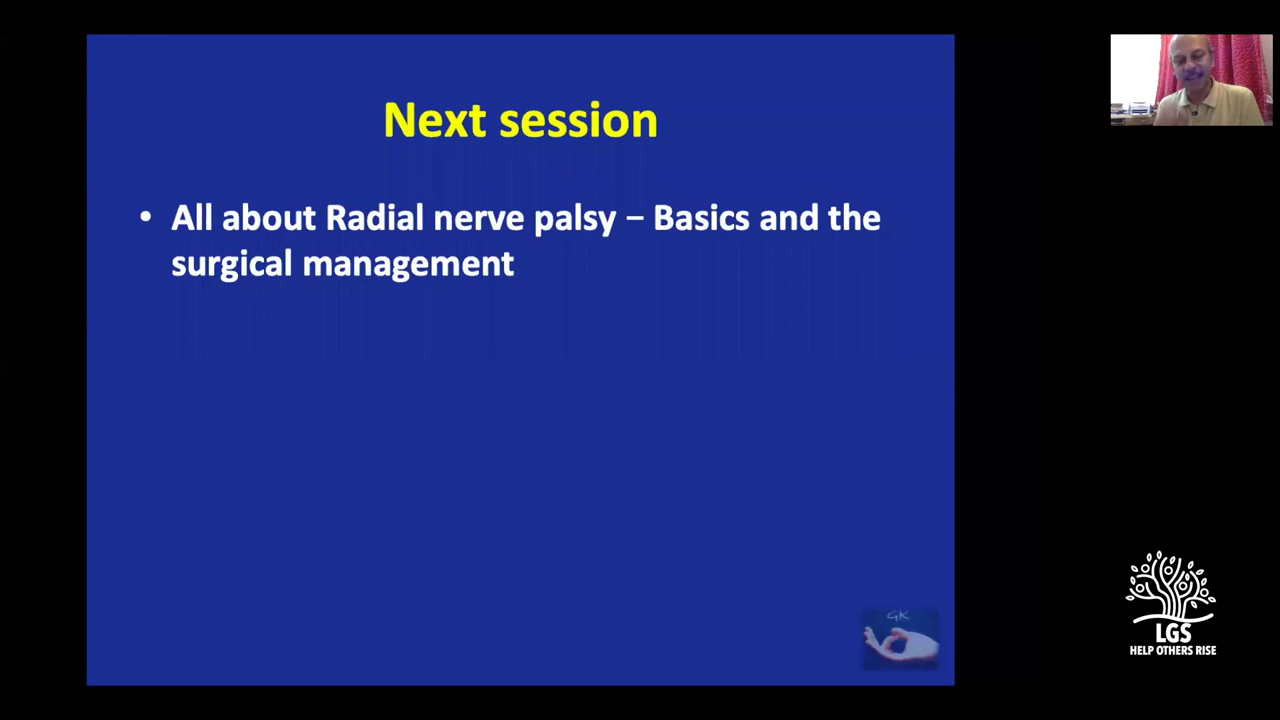 Next session
• All about Radial nerve palsy – Basics and the
surgical management
GK
LGS
HELP OTHERS RISE